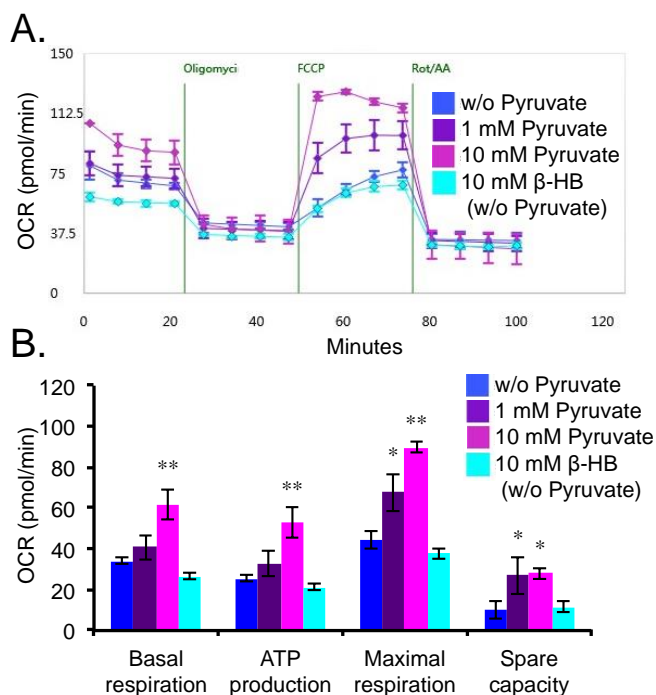 A.
150
112.5
75
37.5
0
OCR (pmol/min)
Oligomyci
FCCP
Rot/AA
w/o Pyruvate
1 mM Pyruvate
10 mM Pyruvate
10 mM β-HB
(w/o Pyruvate)
0 20 40 60 80 100 120
Minutes
B.
120
100
80
60
40
20
0
OCR (pmol/min)
w/o Pyruvate
1 mM Pyruvate
10 mM Pyruvate
10 mM β-HB
(w/o Pyruvate)
** ** * ** * *
Basal respiration
ATP production
Maximal respiration
Spare capacity